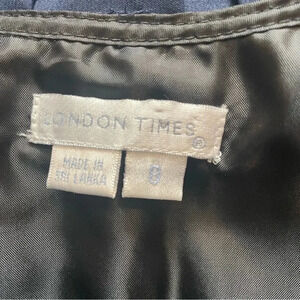 LONDON TIMES ®
MADE IN
SRI LANKA
8